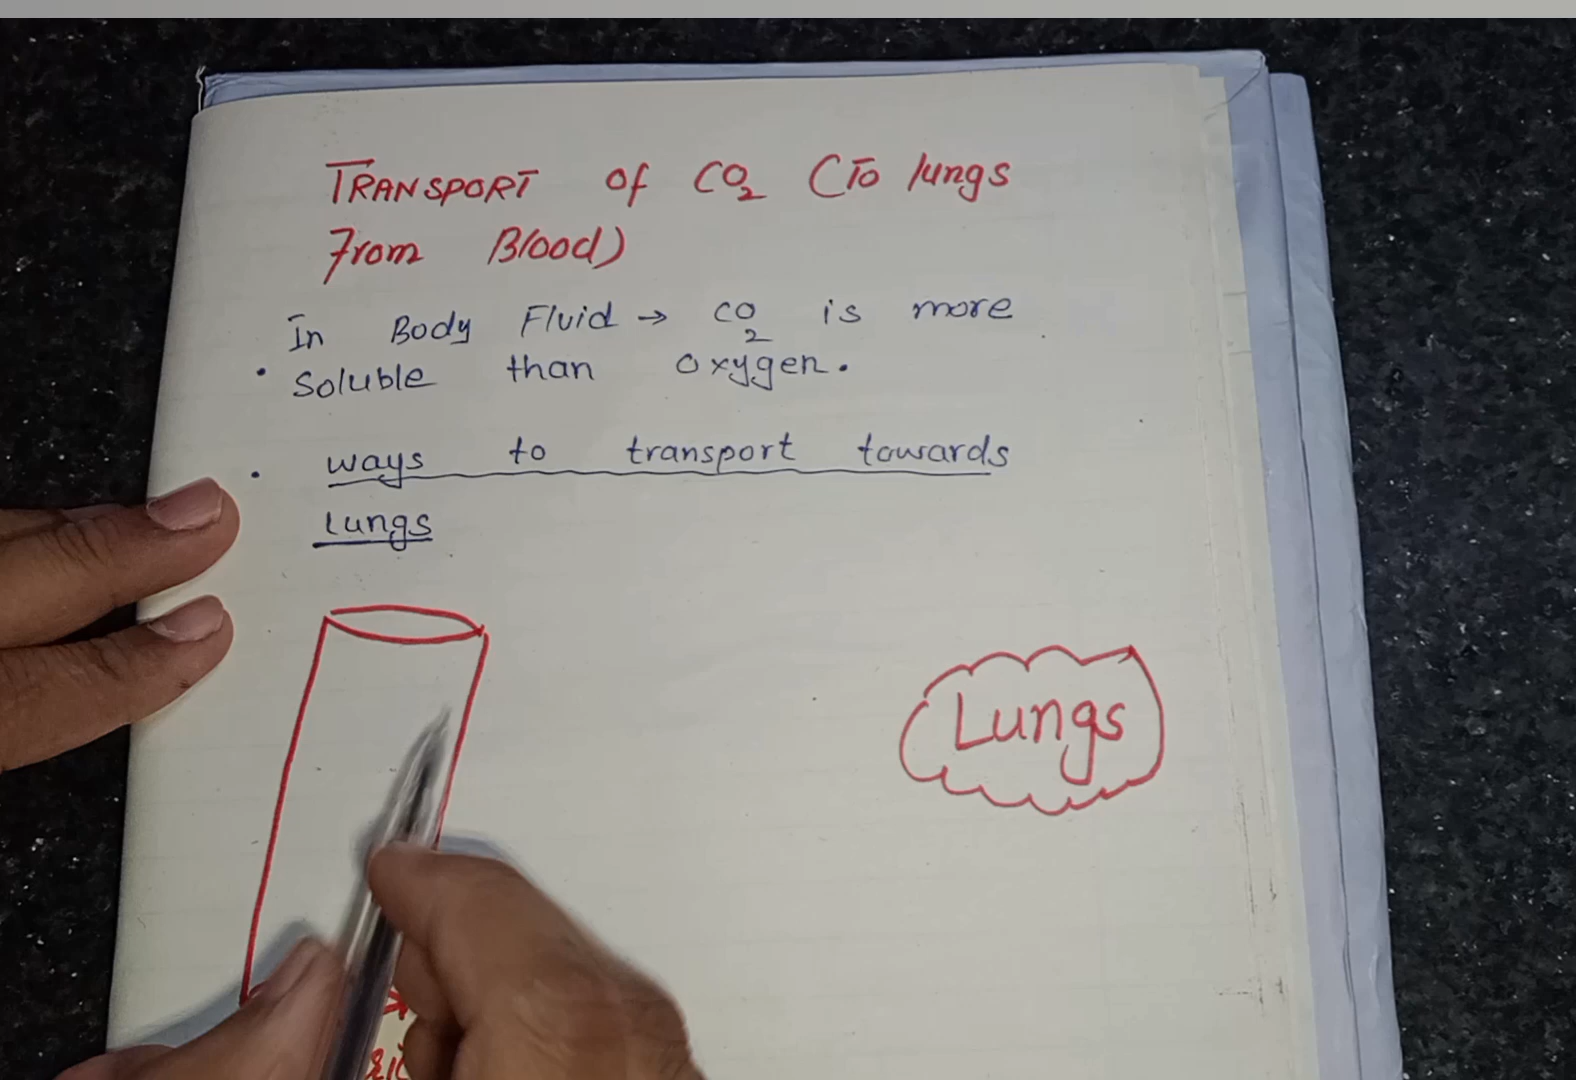 TRANSPORT of CO2 (To lungs
From Blood)
In Body Fluid → CO2 is more
• Soluble than oxygen.
• ways to transport towards
lungs
Lungs